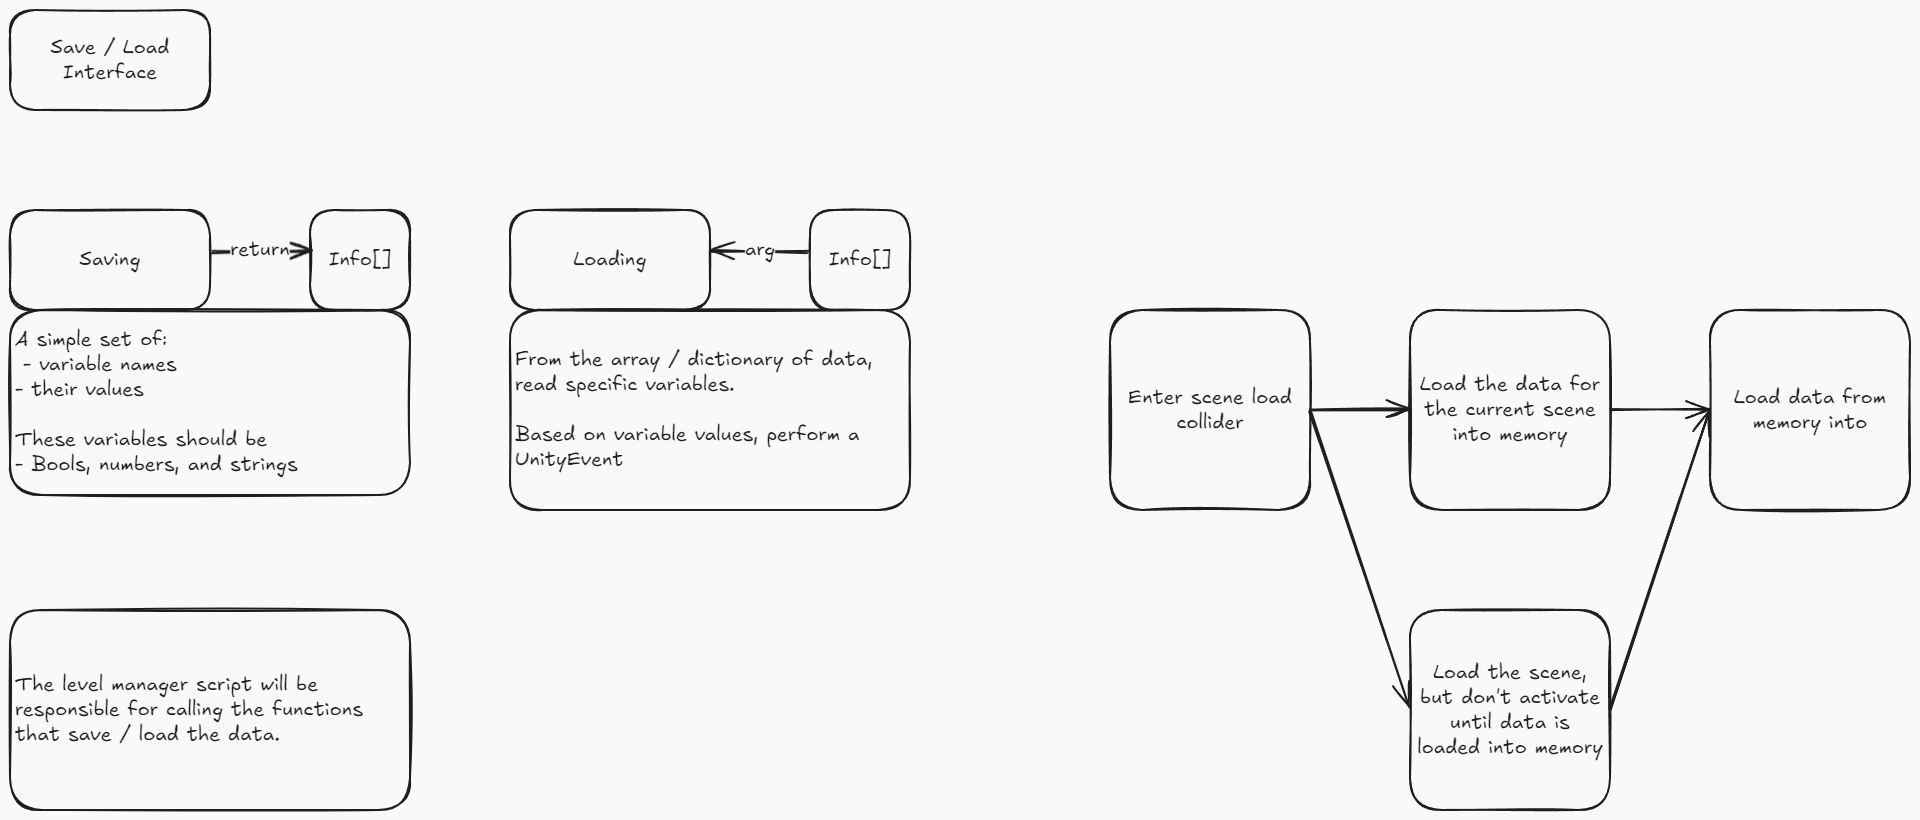 Save / Load
Interface
Saving
return
Info[]
A simple set of:
- variable names
- their values
These variables should be
- Bools, numbers, and strings
Loading
arg
Info[]
From the array / dictionary of data,
read specific variables.
Based on variable values, perform a
UnityEvent
The level manager script will be
responsible for calling the functions
that save / load the data.
Enter scene load
collider
Load the data for
the current scene
into memory
Load data from
memory into
Load the scene,
but don't activate
until data is
loaded into memory